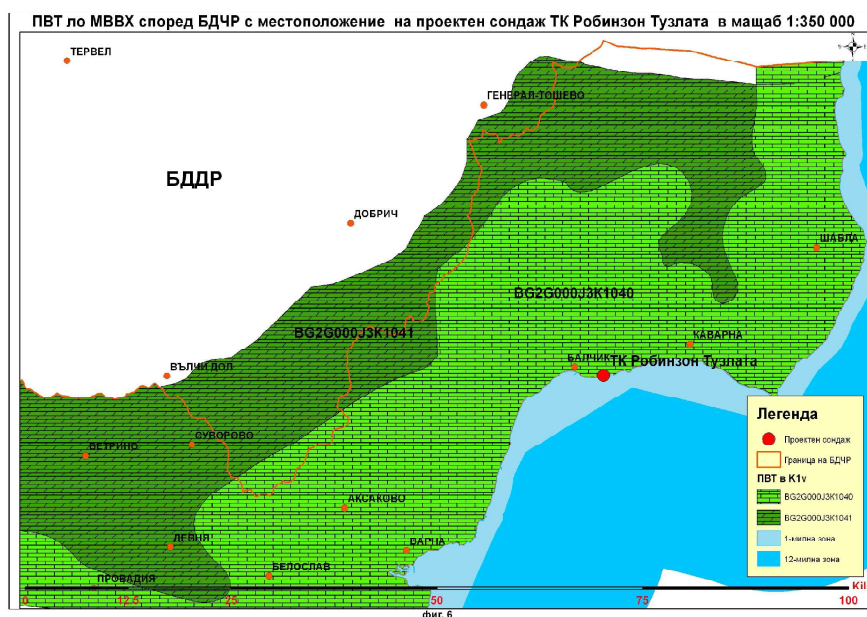 ПВТ ло МВВХ според БДЧР с местоположение на проектен сондаж ТК Робинзон Тузлата в мащаб 1:350 000
ТЕРВЕЛ
ГЕНЕРАЛ-ТОШЕВО
БДДР
ДОБРИЧ
ШАБЛА
BG2G000J3K1040
BG2G000J3K1041
КАВАРНА
БАЛЧИК
ТК Робинзон Тузлата
ВЪЛЧИ ДОЛ
Легенда
Проектен сондаж
Граница на БДЧР
ПВТ в К1v
BG2G000J3K1040
BG2G000J3K1041
1-милна зона
12-милна зона
СУВОРОВО
ВЕТРИНО
АКСАКОВО
ДЕВНЯ
ВАРНА
БЕЛОСЛАВ
ПРОВАДИЯ
Kil
0 12,5 25 50 75 100
фиг. 6